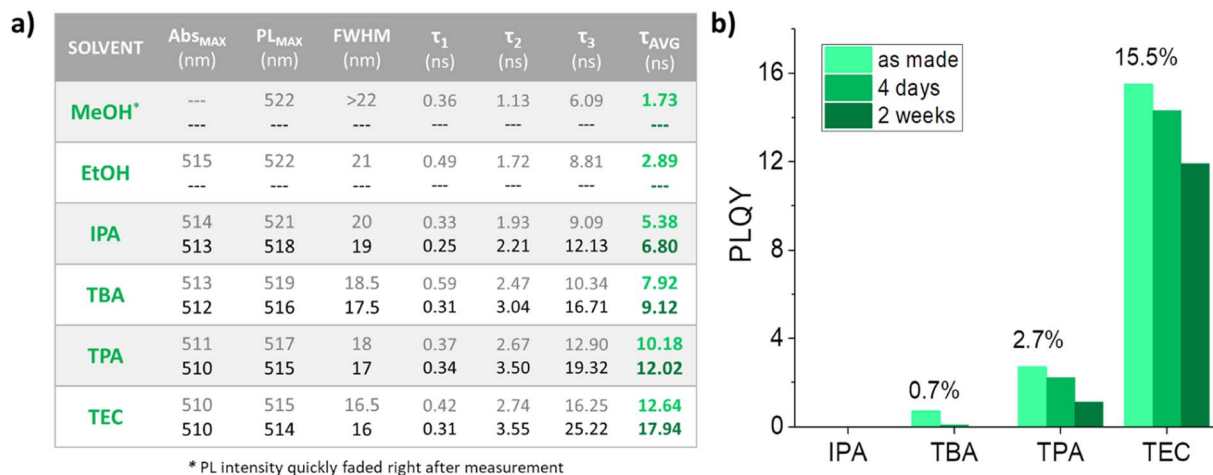 a)
SOLVENT Abs_MAX (nm) PL_MAX (nm) FWHM (nm) τ_1 (ns) τ_2 (ns) τ_3 (ns) τ_AVG (ns)
MeOH* --- 522 >22 0.36 1.13 6.09 1.73
--- --- --- --- --- --- ---
EtOH 515 522 21 0.49 1.72 8.81 2.89
--- --- --- --- --- --- ---
IPA 514 521 20 0.33 1.93 9.09 5.38
513 518 19 0.25 2.21 12.13 6.80
TBA 513 519 18.5 0.59 2.47 10.34 7.92
512 516 17.5 0.31 3.04 16.71 9.12
TPA 511 517 18 0.37 2.67 12.90 10.18
510 515 17 0.34 3.50 19.32 12.02
TEC 510 515 16.5 0.42 2.74 16.25 12.64
510 514 16 0.31 3.55 25.22 17.94
* PL intensity quickly faded right after measurement
b)
as made
4 days
2 weeks
15.5%
2.7%
0.7%
PLQY
16
12
8
4
0
IPA TBA TPA TEC